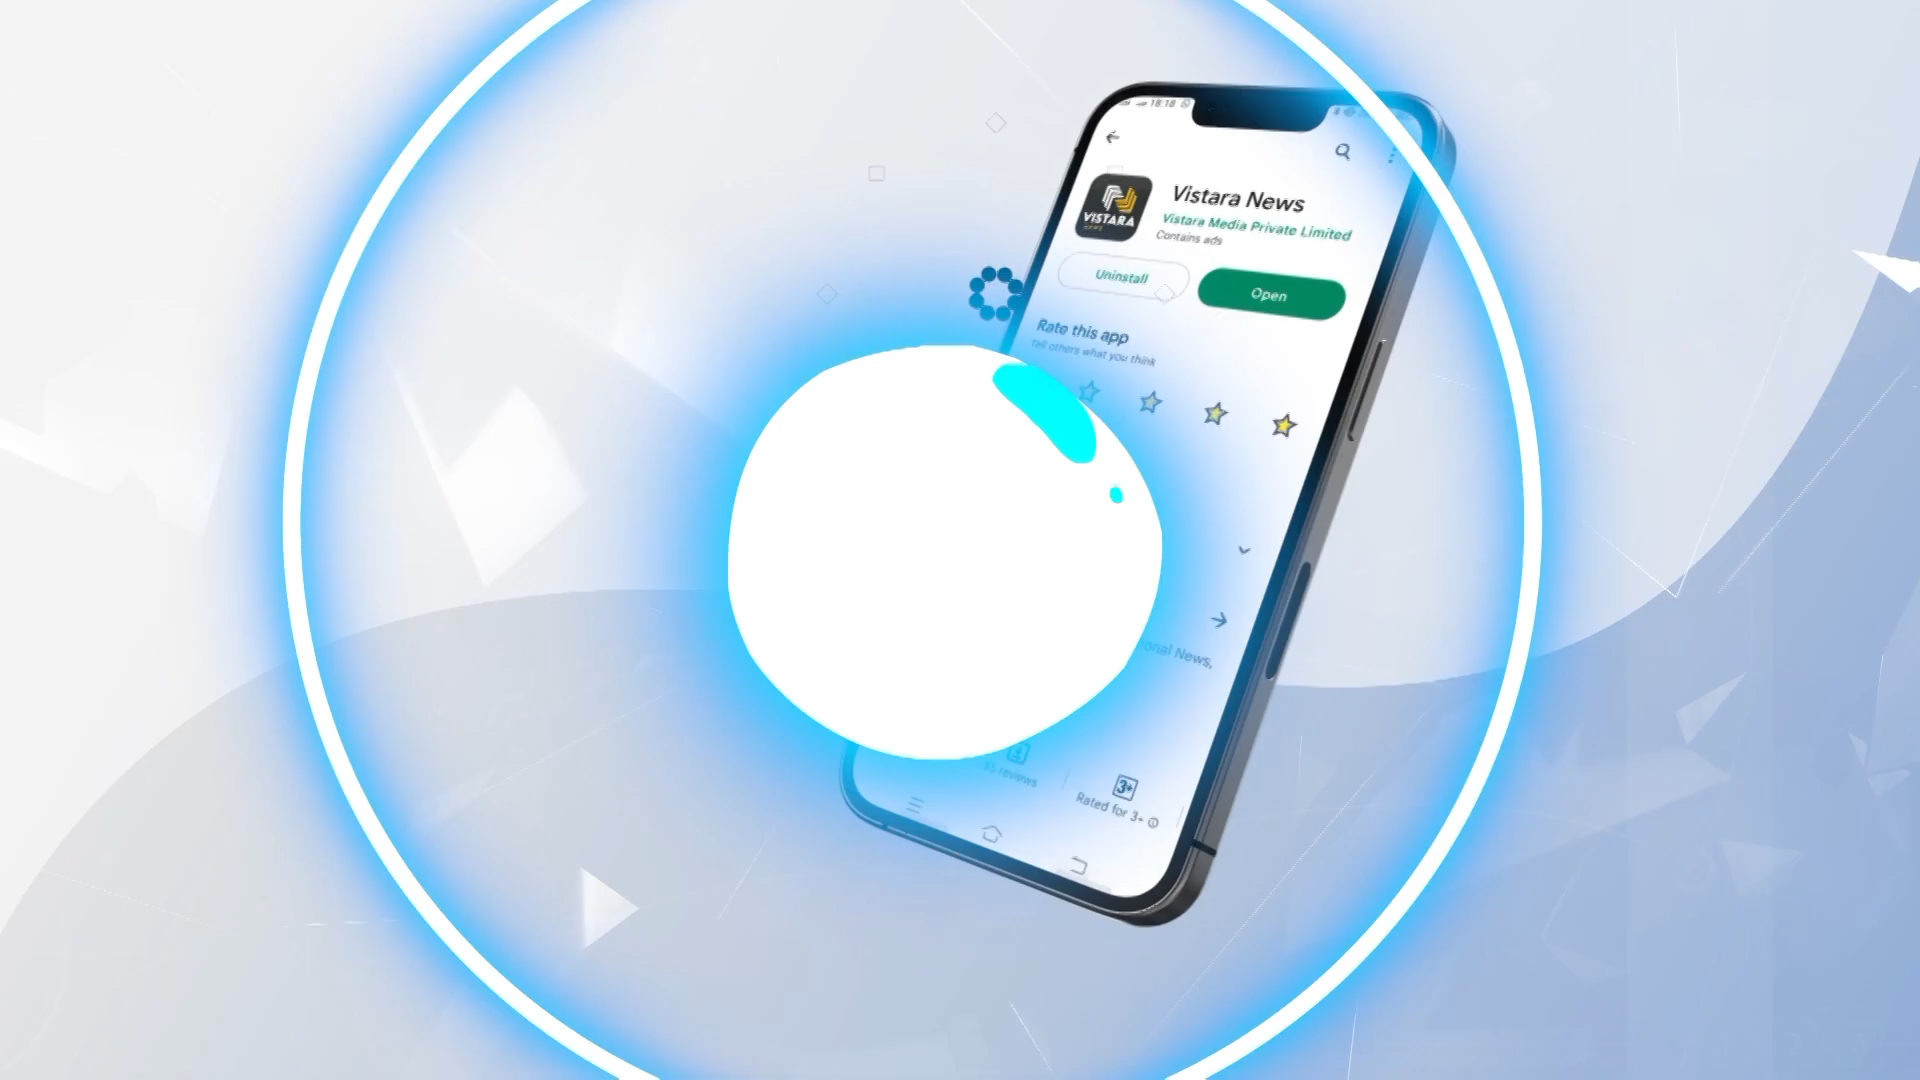 18:18
Vistara News
Vistara Media Private Limited
Contains ads
VISTARA
NEWS
Uninstall
Open
Rate this app
Tell others what you think
onal News,
reviews
3+
Rated for 3+